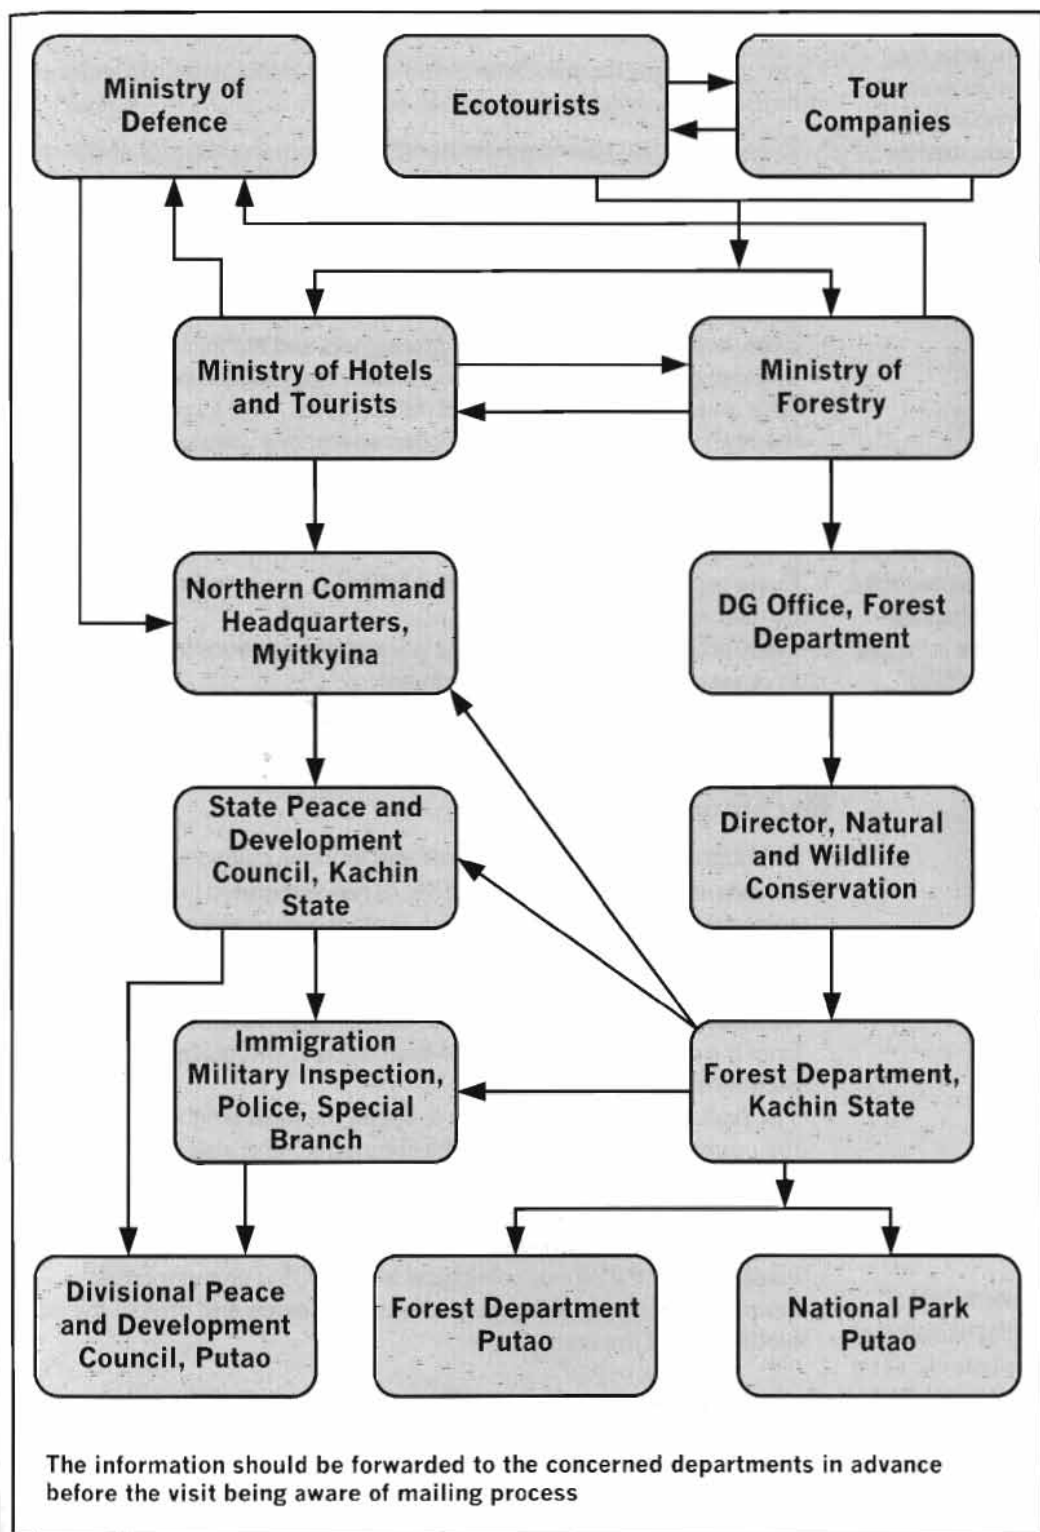 Ministry of
Defence
Ecotourists
Tour
Companies
Ministry of Hotels
and Tourists
Ministry of
Forestry
Northern Command
Headquarters,
Myitkyina
DG Office, Forest
Department
State Peace and
Development
Council, Kachin
State
Director, Natural
and Wildlife
Conservation
Immigration
Military Inspection,
Police, Special
Branch
Forest Department,
Kachin State
Divisional Peace
and Development
Council, Putao
Forest Department
Putao
National Park
Putao
The information should be forwarded to the concerned departments in advance
before the visit being aware of mailing process